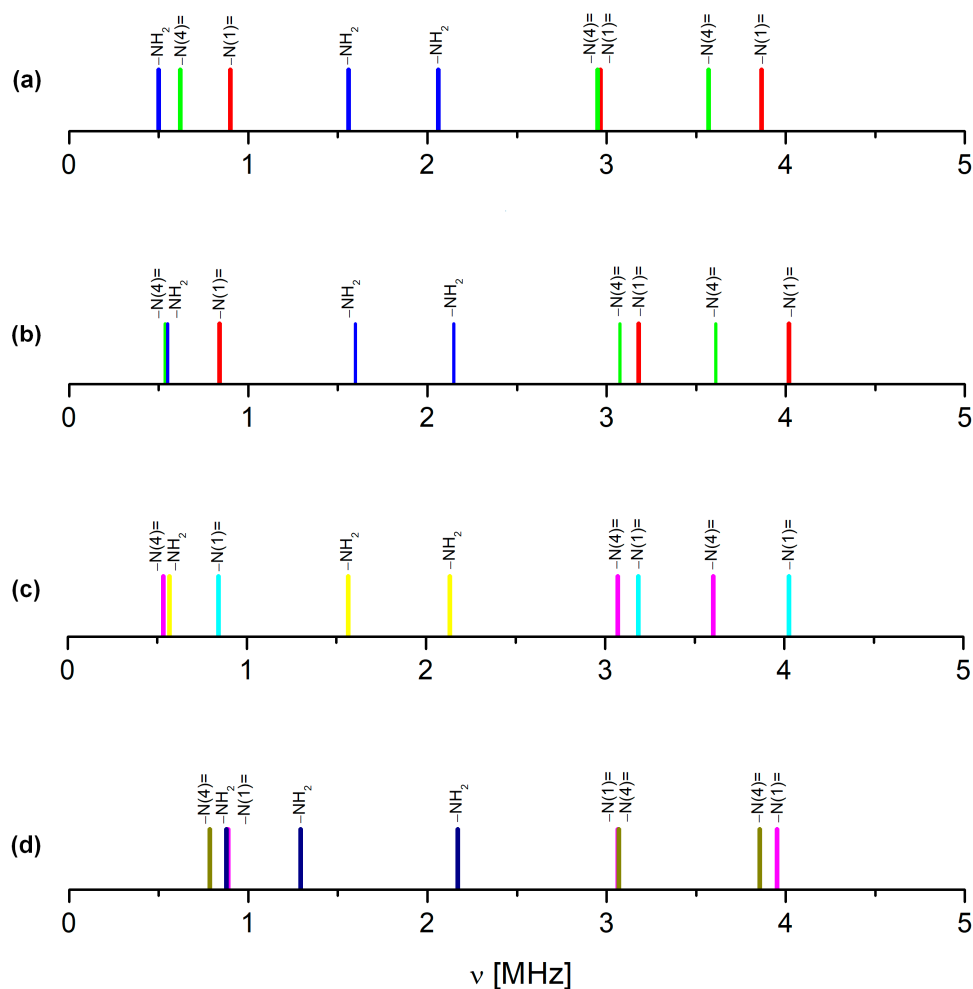 −NH2
−N(4)=
−N(1)=
−NH2
−NH2
−N(4)=
−N(1)=
−N(4)=
−N(1)=
(a)
0 1 2 3 4 5
−N(4)=
−NH2
−N(1)=
−NH2
−NH2
−N(4)=
−N(1)=
−N(4)=
−N(1)=
(b)
0 1 2 3 4 5
−N(4)=
−NH2
−N(1)=
−NH2
−NH2
−N(4)=
−N(1)=
−N(4)=
−N(1)=
(c)
0 1 2 3 4 5
−N(4)=
−NH2
−N(1)=
−NH2
−NH2
−N(1)=
−N(4)=
−N(4)=
−N(1)=
(d)
0 1 2 3 4 5
ν [MHz]